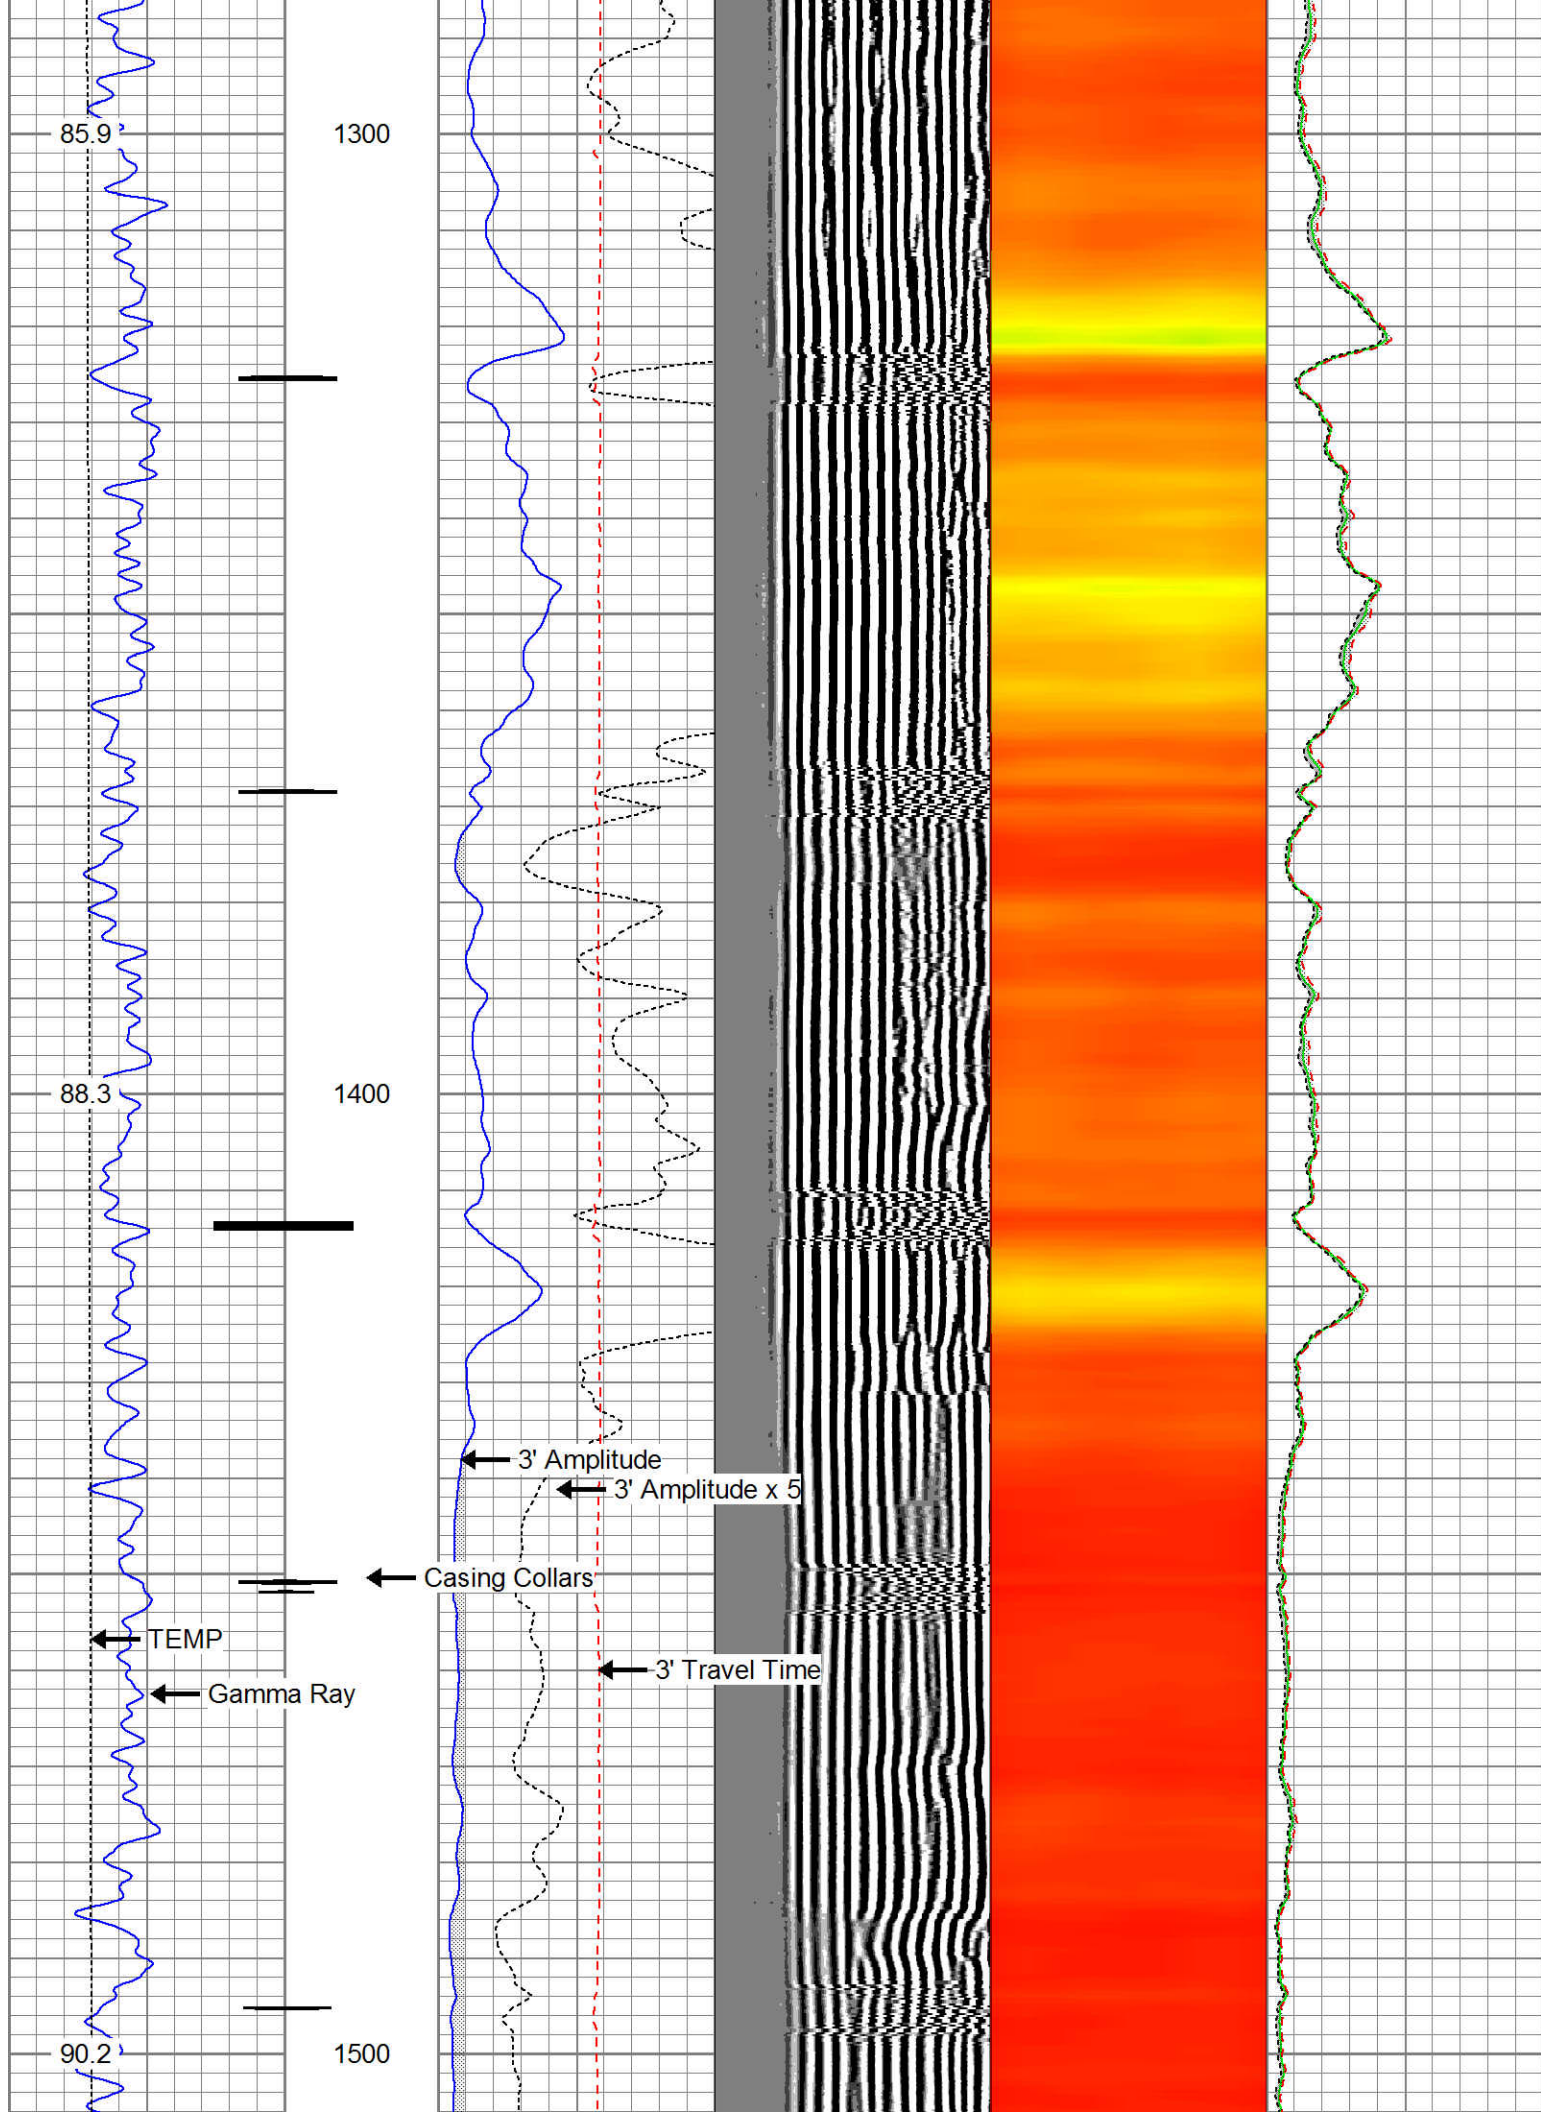 85.9
1300
88.3
1400
3' Amplitude
3' Amplitude x 5
Casing Collars
TEMP
3' Travel Time
Gamma Ray
90.2
1500